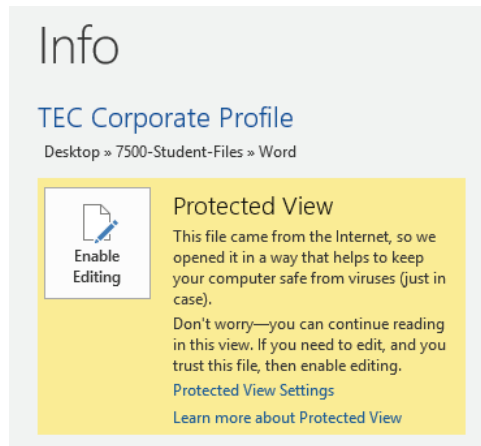 Info
TEC Corporate Profile
Desktop » 7500-Student-Files » Word
Enable
Editing
Protected View
This file came from the Internet, so we
opened it in a way that helps to keep
your computer safe from viruses (just in
case).
Don't worry—you can continue reading
in this view. If you need to edit, and you
trust this file, then enable editing.
Protected View Settings
Learn more about Protected View